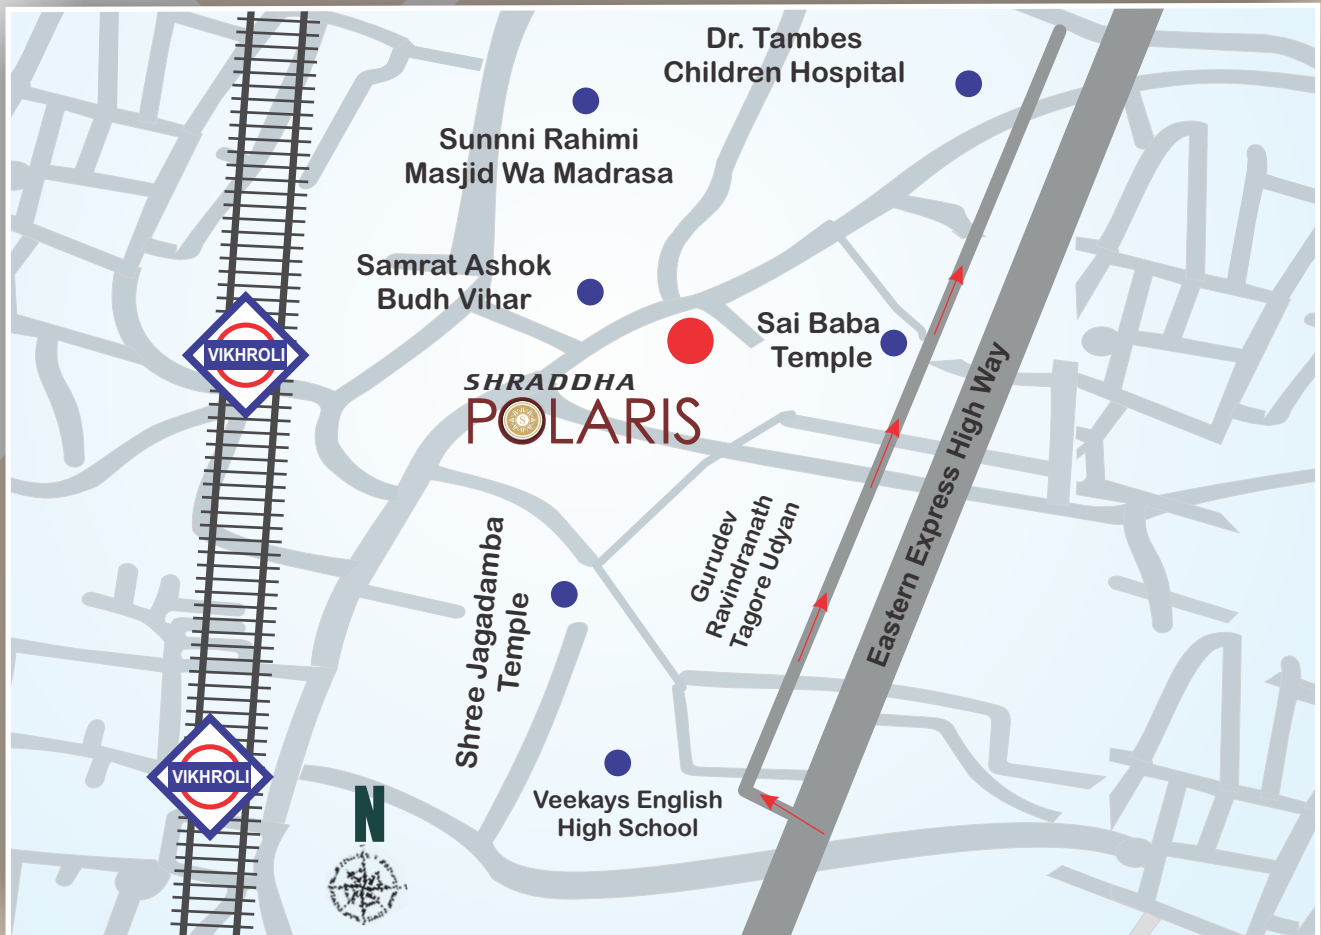 Dr. Tambes
Children Hospital
Sunnni Rahimi
Masjid Wa Madrasa
Samrat Ashok
Budh Vihar
Sai Baba
Temple
VIKHROLI
SHRADDHA
POLARIS
S
Eastern Express High Way
Gurudev
Ravindranath
Tagore Udyan
Shree Jagadamba
Temple
VIKHROLI
Veekays English
High School
N